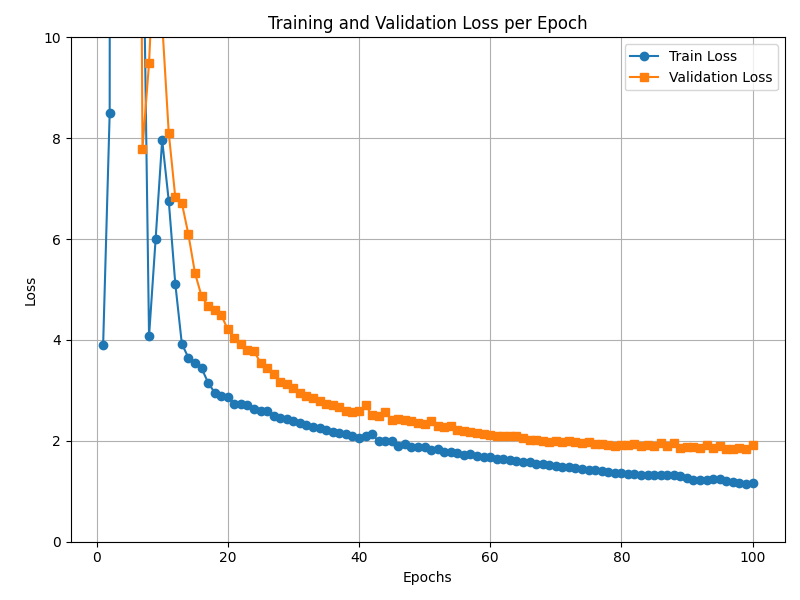 Training and Validation Loss per Epoch
Train Loss
Validation Loss
10
8
6
4
2
0
Loss
0 20 40 60 80 100
Epochs